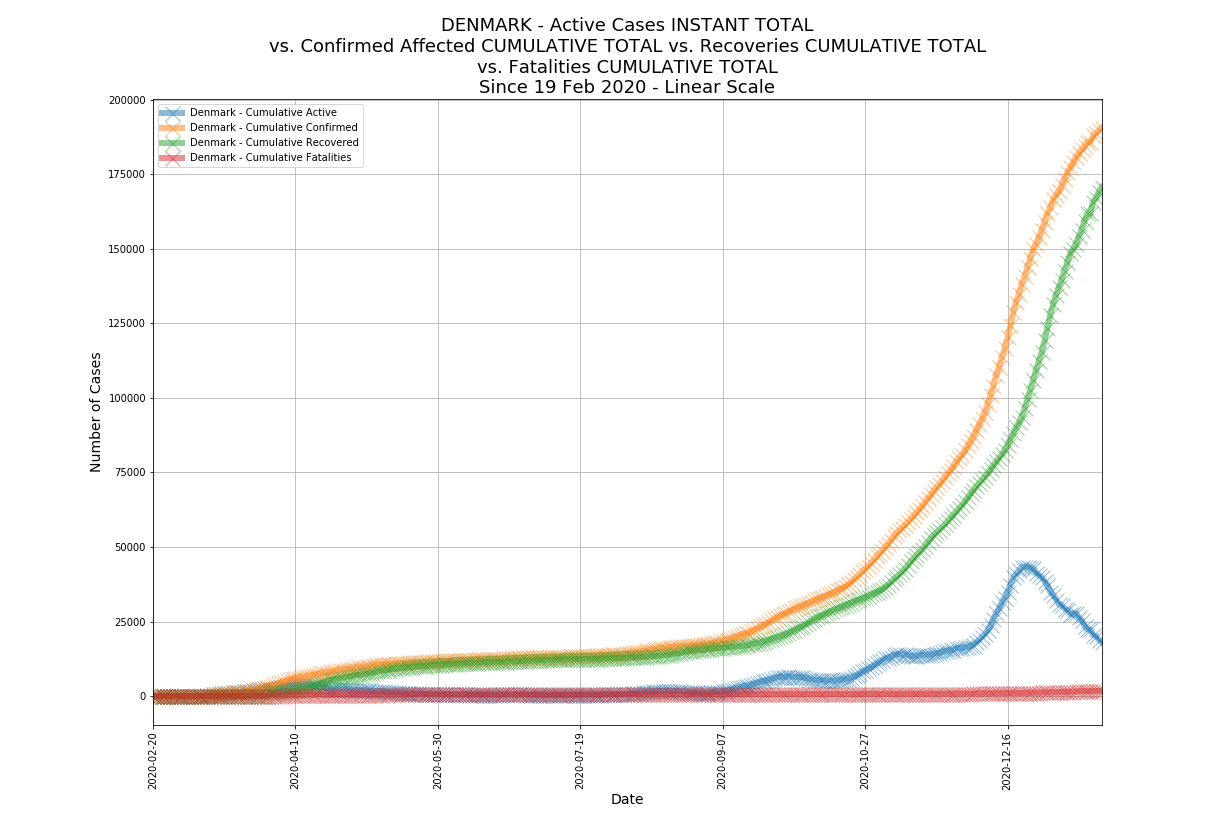 DENMARK - Active Cases INSTANT TOTAL
vs. Confirmed Affected CUMULATIVE TOTAL vs. Recoveries CUMULATIVE TOTAL
vs. Fatalities CUMULATIVE TOTAL
Since 19 Feb 2020 - Linear Scale
Denmark - Cumulative Active
Denmark - Cumulative Confirmed
Denmark - Cumulative Recovered
Denmark - Cumulative Fatalities
Number of Cases
200000
175000
150000
125000
100000
75000
50000
25000
0
2020-02-20
2020-04-10
2020-05-30
2020-07-19
2020-09-07
2020-10-27
2020-12-16
Date